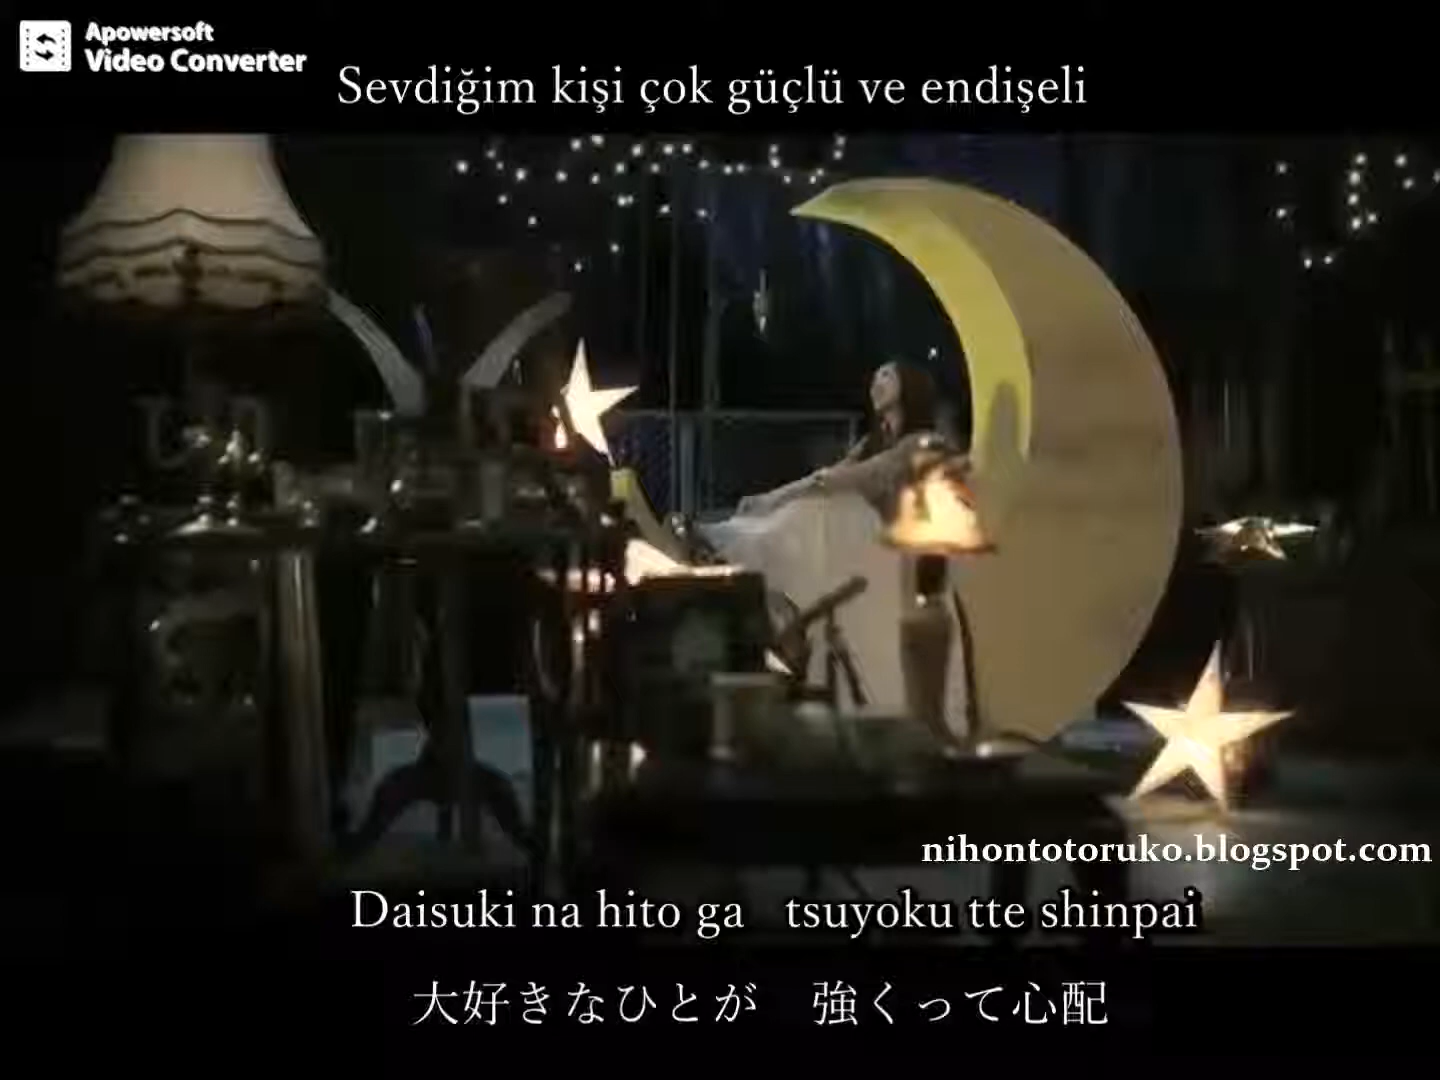 Apowersoft
Video Converter
Sevdiğim kişi çok güçlü ve endişeli
nihontotoruko.blogspot.com
Daisuki na hito ga tsuyoku tte shinpai
大好きなひとが　強くって心配